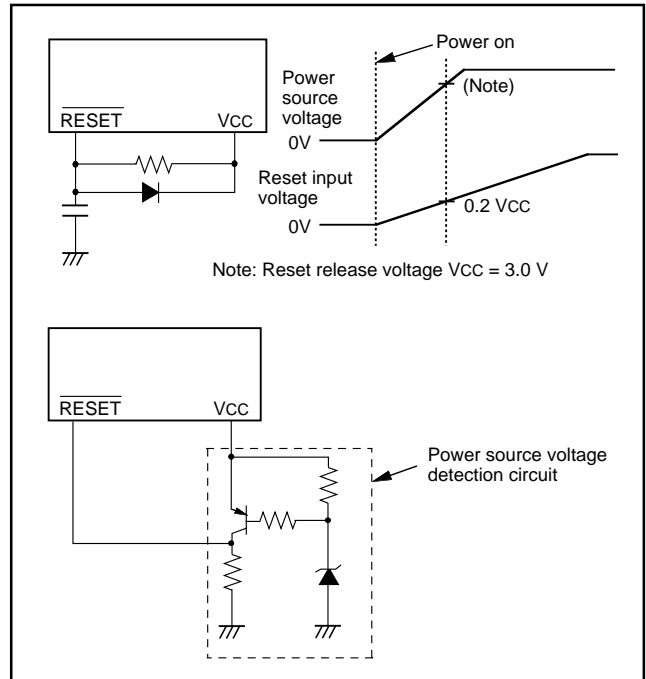 Power on
Power
source
voltage
(Note)
RESET VCC
0V
Reset input
voltage
0.2 VCC
0V
Note: Reset release voltage VCC = 3.0 V
RESET VCC
Power source voltage
detection circuit